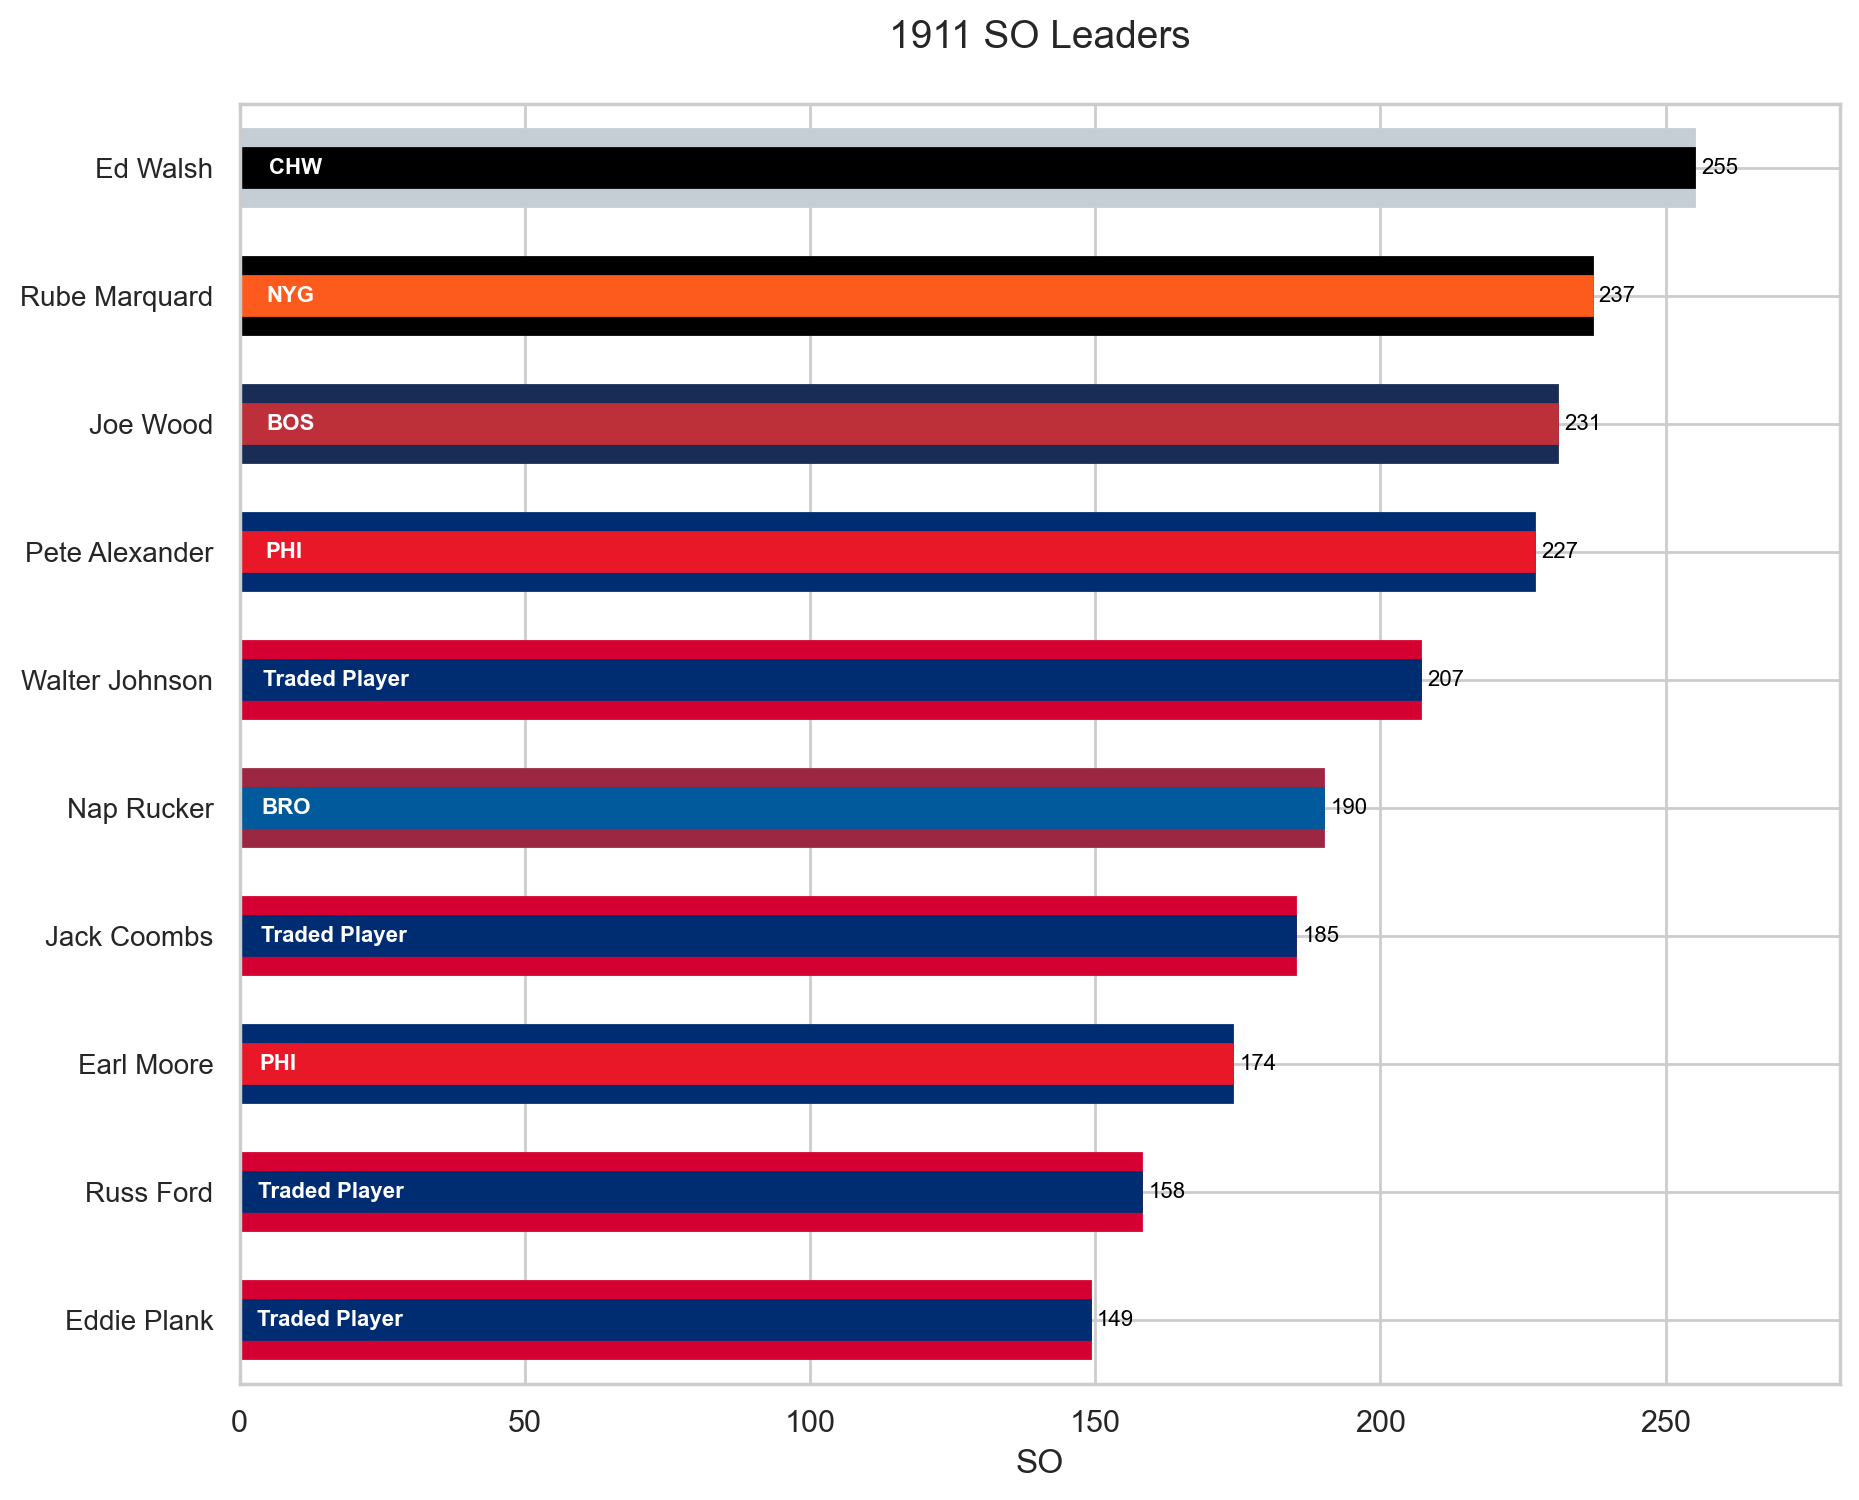 1911 SO Leaders
Ed Walsh CHW 255
Rube Marquard NYG 237
Joe Wood BOS 231
Pete Alexander PHI 227
Walter Johnson Traded Player 207
Nap Rucker BRO 190
Jack Coombs Traded Player 185
Earl Moore PHI 174
Russ Ford Traded Player 158
Eddie Plank Traded Player 149
0 50 100 150 200 250
SO